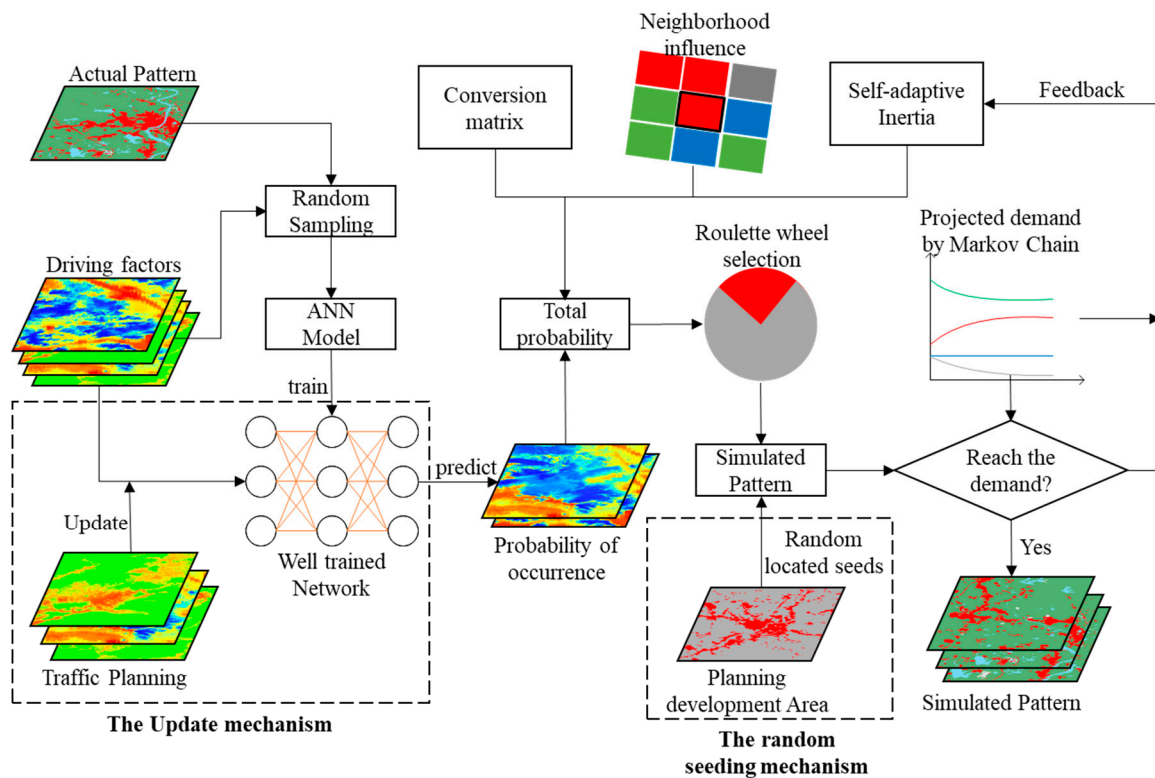 Actual Pattern
Random
Sampling
Driving factors
ANN
Model
train
Update
Well trained
Network
Traffic Planning
The Update mechanism
predict
Probability of
occurrence
Conversion
matrix
Neighborhood
influence
Self-adaptive
Inertia
Feedback
Total
probability
Roulette wheel
selection
Projected demand
by Markov Chain
Simulated
Pattern
Reach the
demand?
Random
located seeds
Planning
development Area
The random
seeding mechanism
Yes
Simulated Pattern